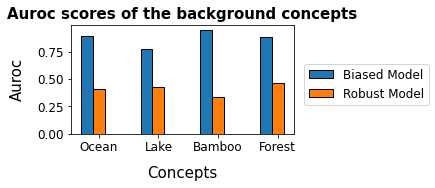 Auroc scores of the background concepts
Auroc
0.75
0.50
0.25
0.00
Ocean Lake Bamboo Forest
Concepts
Biased Model
Robust Model